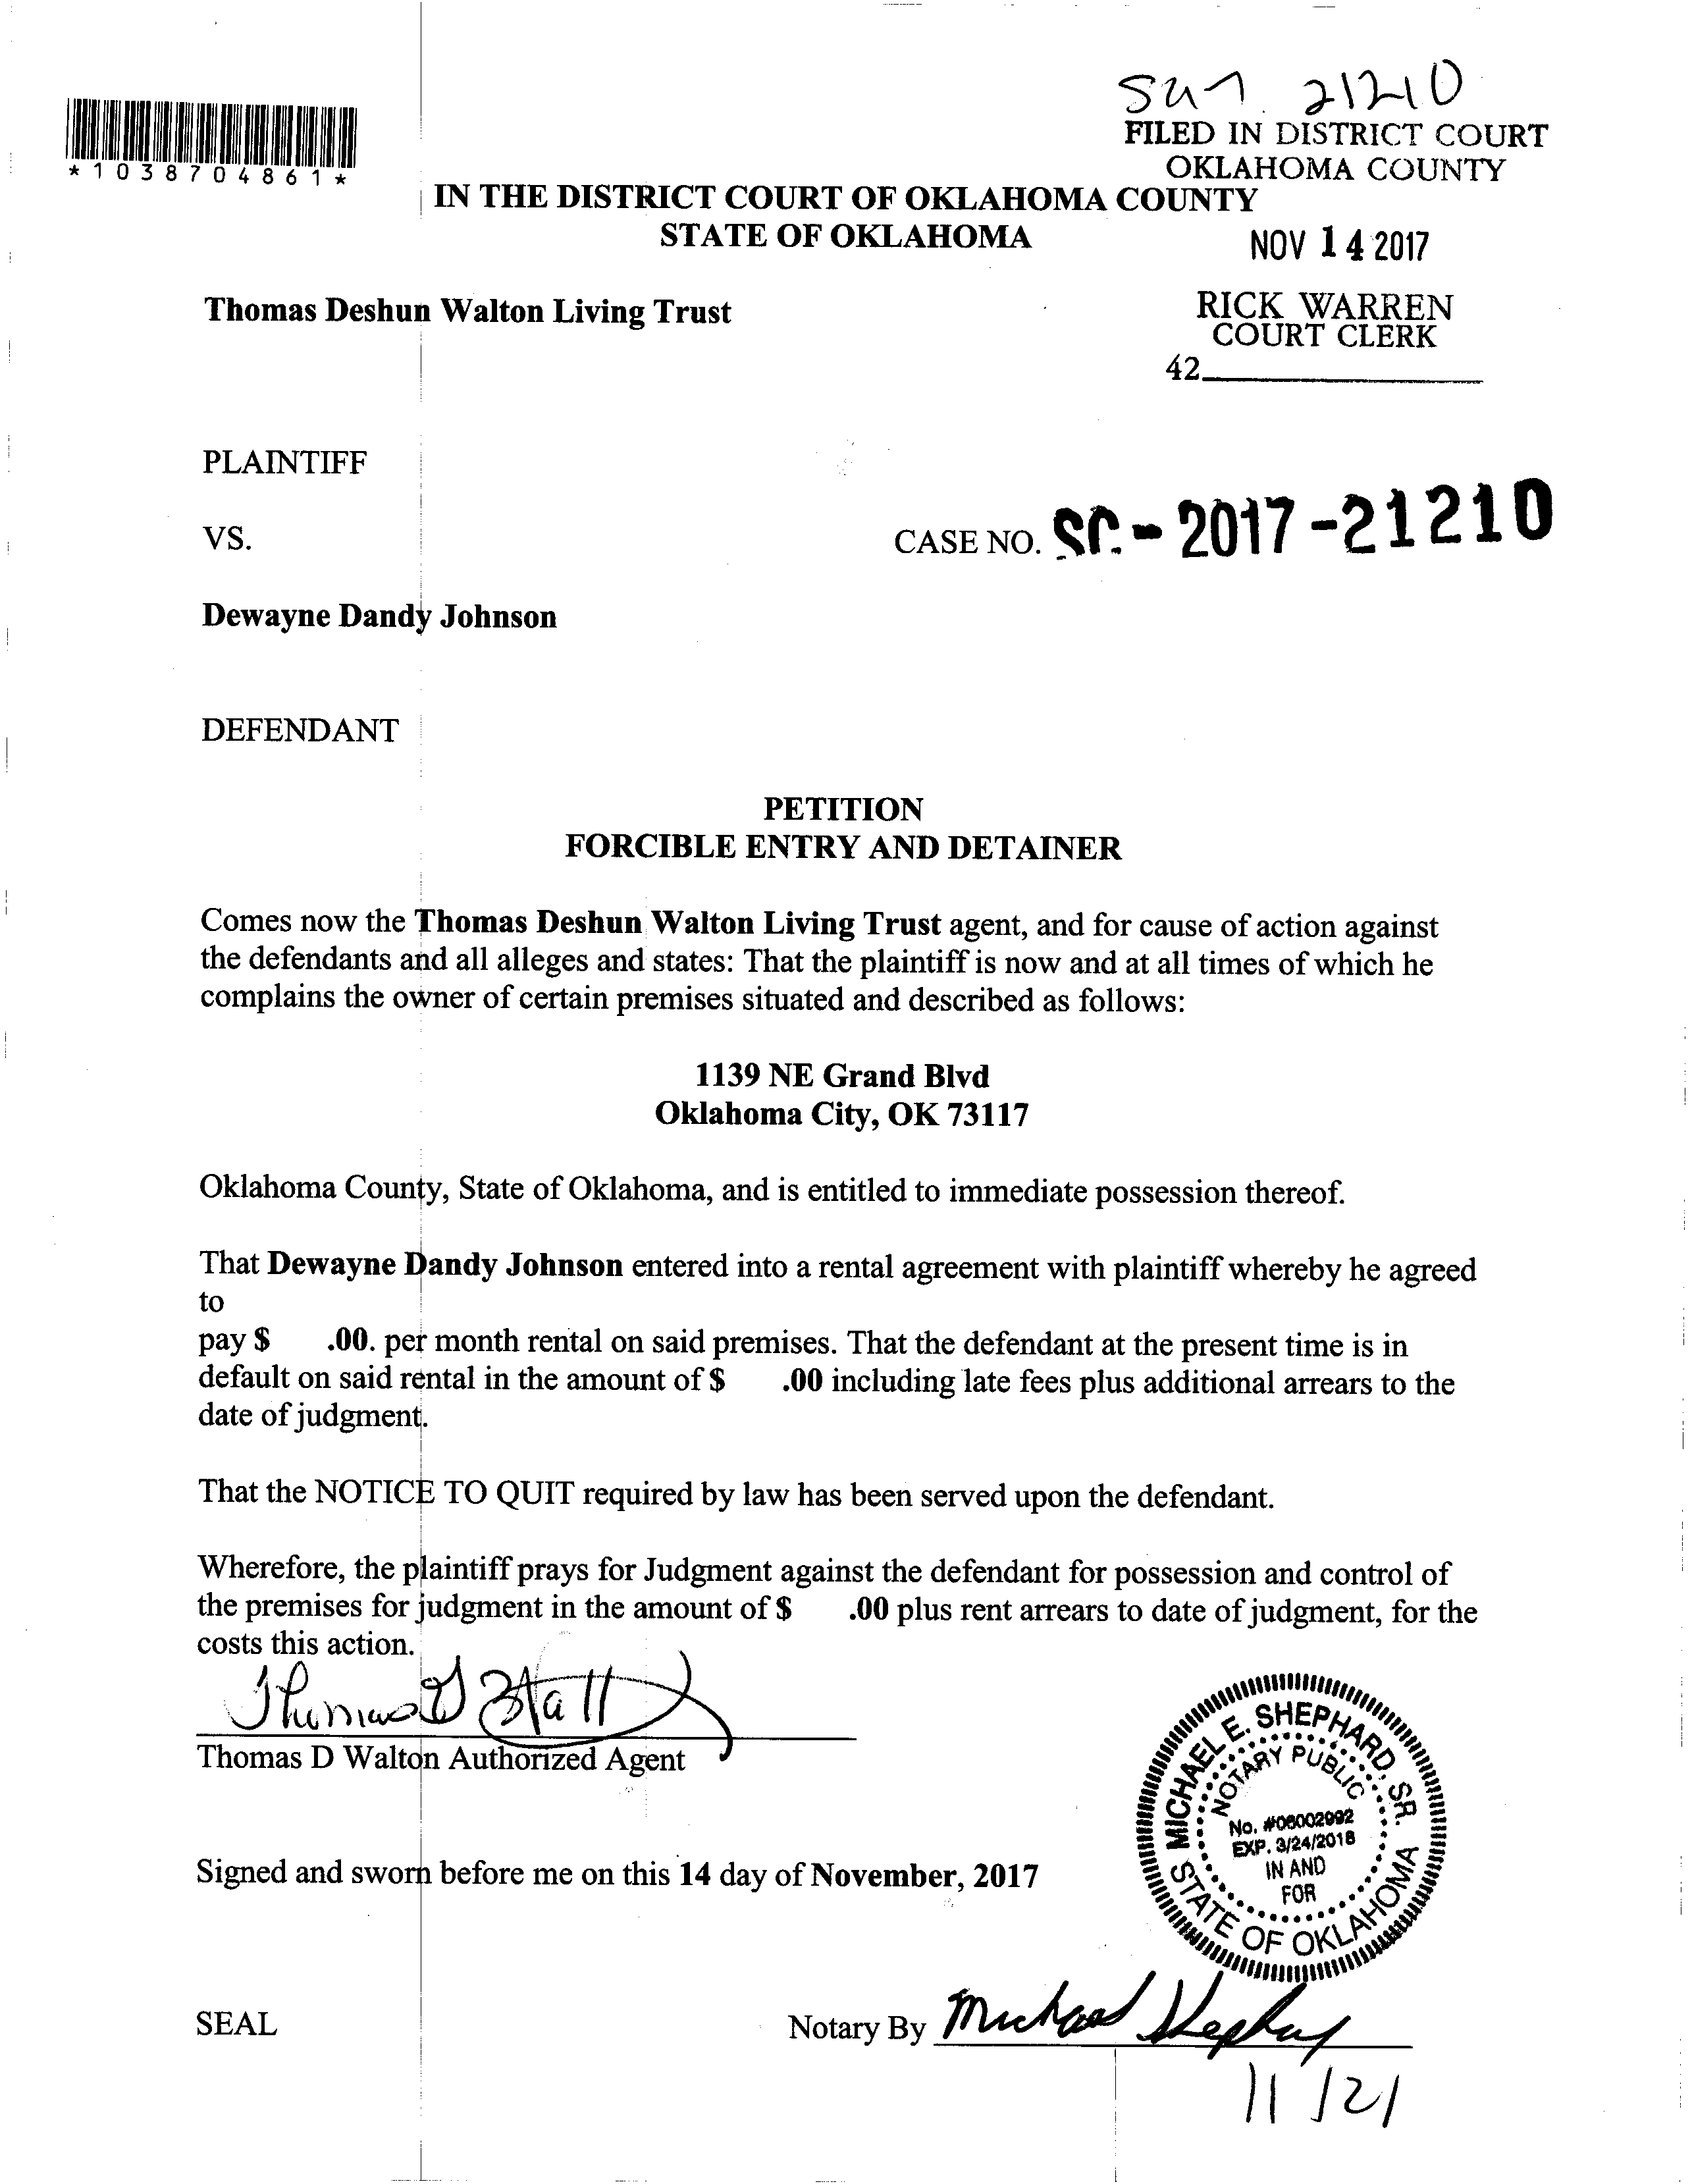 21210
FILED IN DISTRICT COURT
OKLAHOMA COUNTY
*1038704861*
IN THE DISTRICT COURT OF OKLAHOMA COUNTY
STATE OF OKLAHOMA
NOV 14 2017
Thomas Deshun Walton Living Trust
RICK WARREN
COURT CLERK
42
PLAINTIFF
VS.
CASE NO. SC - 2017 - 21210
Dewayne Dandy Johnson
DEFENDANT
PETITION
FORCIBLE ENTRY AND DETAINER
Comes now the Thomas Deshun Walton Living Trust agent, and for cause of action against
the defendants and all alleges and states: That the plaintiff is now and at all times of which he
complains the owner of certain premises situated and described as follows:
1139 NE Grand Blvd
Oklahoma City, OK 73117
Oklahoma County, State of Oklahoma, and is entitled to immediate possession thereof.
That Dewayne Dandy Johnson entered into a rental agreement with plaintiff whereby he agreed
to
pay $ .00. per month rental on said premises. That the defendant at the present time is in
default on said rental in the amount of $ .00 including late fees plus additional arrears to the
date of judgment.
That the NOTICE TO QUIT required by law has been served upon the defendant.
Wherefore, the plaintiff prays for Judgment against the defendant for possession and control of
the premises for judgment in the amount of $ .00 plus rent arrears to date of judgment, for the
costs this action.
Thomas D
Thomas D Walton Authorized Agent
MICHAEL E. SHEPHARD, SR.
NOTARY PUBLIC
No. #06002992
EXP. 3/24/2018
IN AND
FOR
STATE OF OKLAHOMA
Signed and sworn before me on this 14 day of November, 2017
SEAL
Notary By Michael
11/21